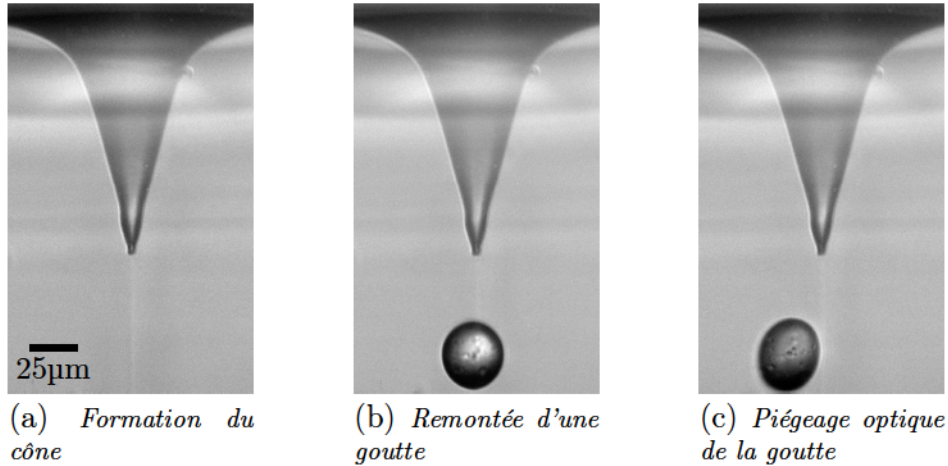 25µm
(a) Formation du
cône
(b) Remontée d'une
goutte
(c) Piégeage optique
de la goutte